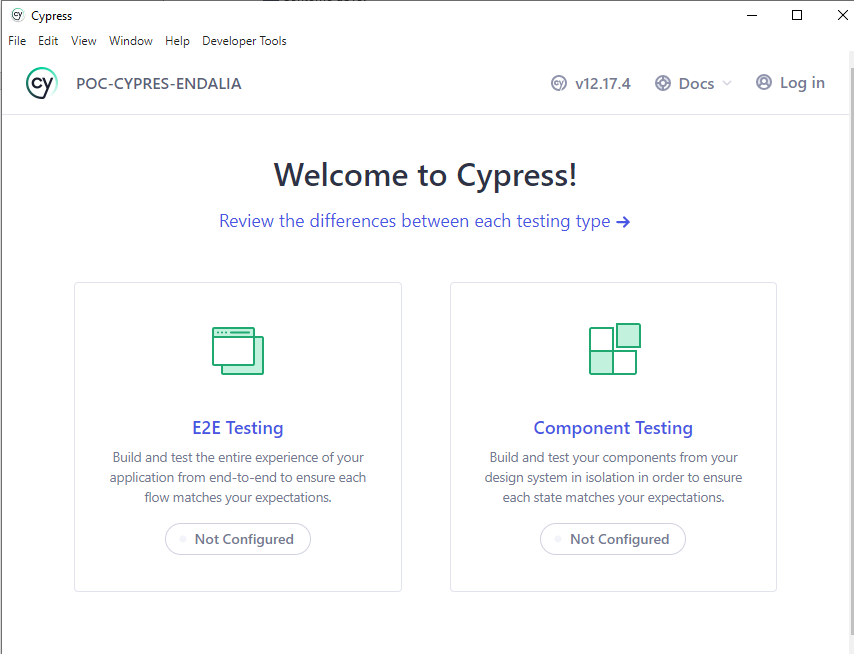 Cypress
File Edit View Window Help Developer Tools
cy POC-CYPRES-ENDALIA v12.17.4 Docs Log in
Welcome to Cypress!
Review the differences between each testing type →
E2E Testing
Build and test the entire experience of your
application from end-to-end to ensure each
flow matches your expectations.
Not Configured
Component Testing
Build and test your components from your
design system in isolation in order to ensure
each state matches your expectations.
Not Configured